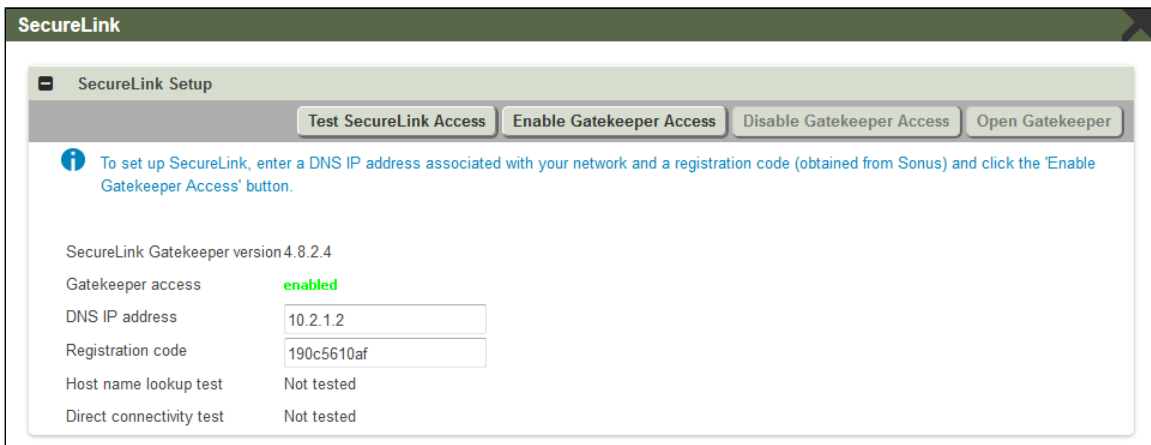 SecureLink
SecureLink Setup
Test SecureLink Access Enable Gatekeeper Access Disable Gatekeeper Access Open Gatekeeper
To set up SecureLink, enter a DNS IP address associated with your network and a registration code (obtained from Sonus) and click the 'Enable
Gatekeeper Access' button.
SecureLink Gatekeeper version 4.8.2.4
Gatekeeper access enabled
DNS IP address 10.2.1.2
Registration code 190c5610af
Host name lookup test Not tested
Direct connectivity test Not tested